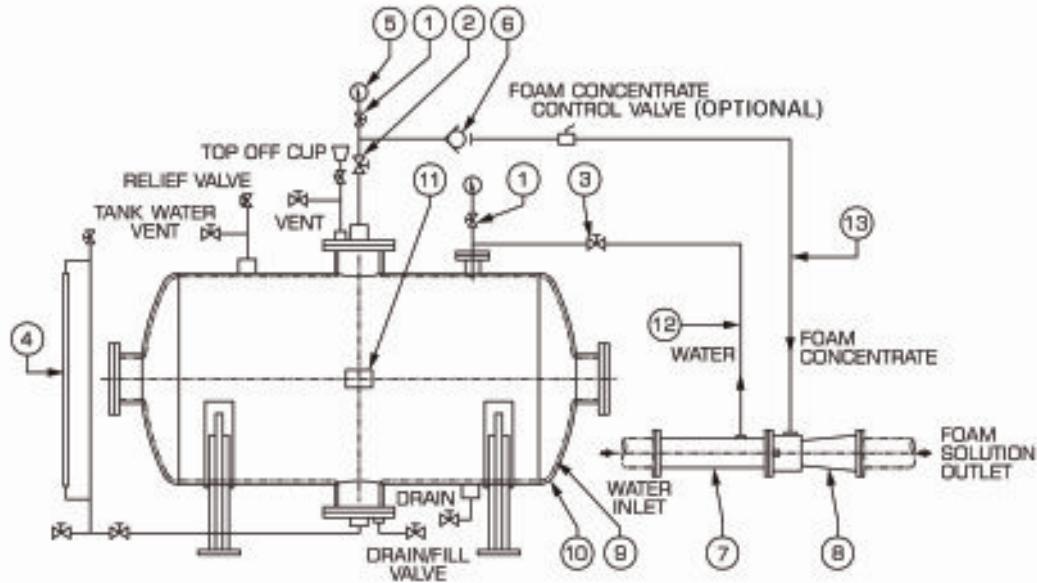 5
1
2
6
FOAM CONCENTRATE
CONTROL VALVE (OPTIONAL)
TOP OFF CUP
RELIEF VALVE
11
1
3
TANK WATER
VENT
VENT
13
4
12
WATER
FOAM
CONCENTRATE
FOAM
SOLUTION
OUTLET
WATER
INLET
DRAIN
DRAIN/FILL
VALVE
10
9
7
8